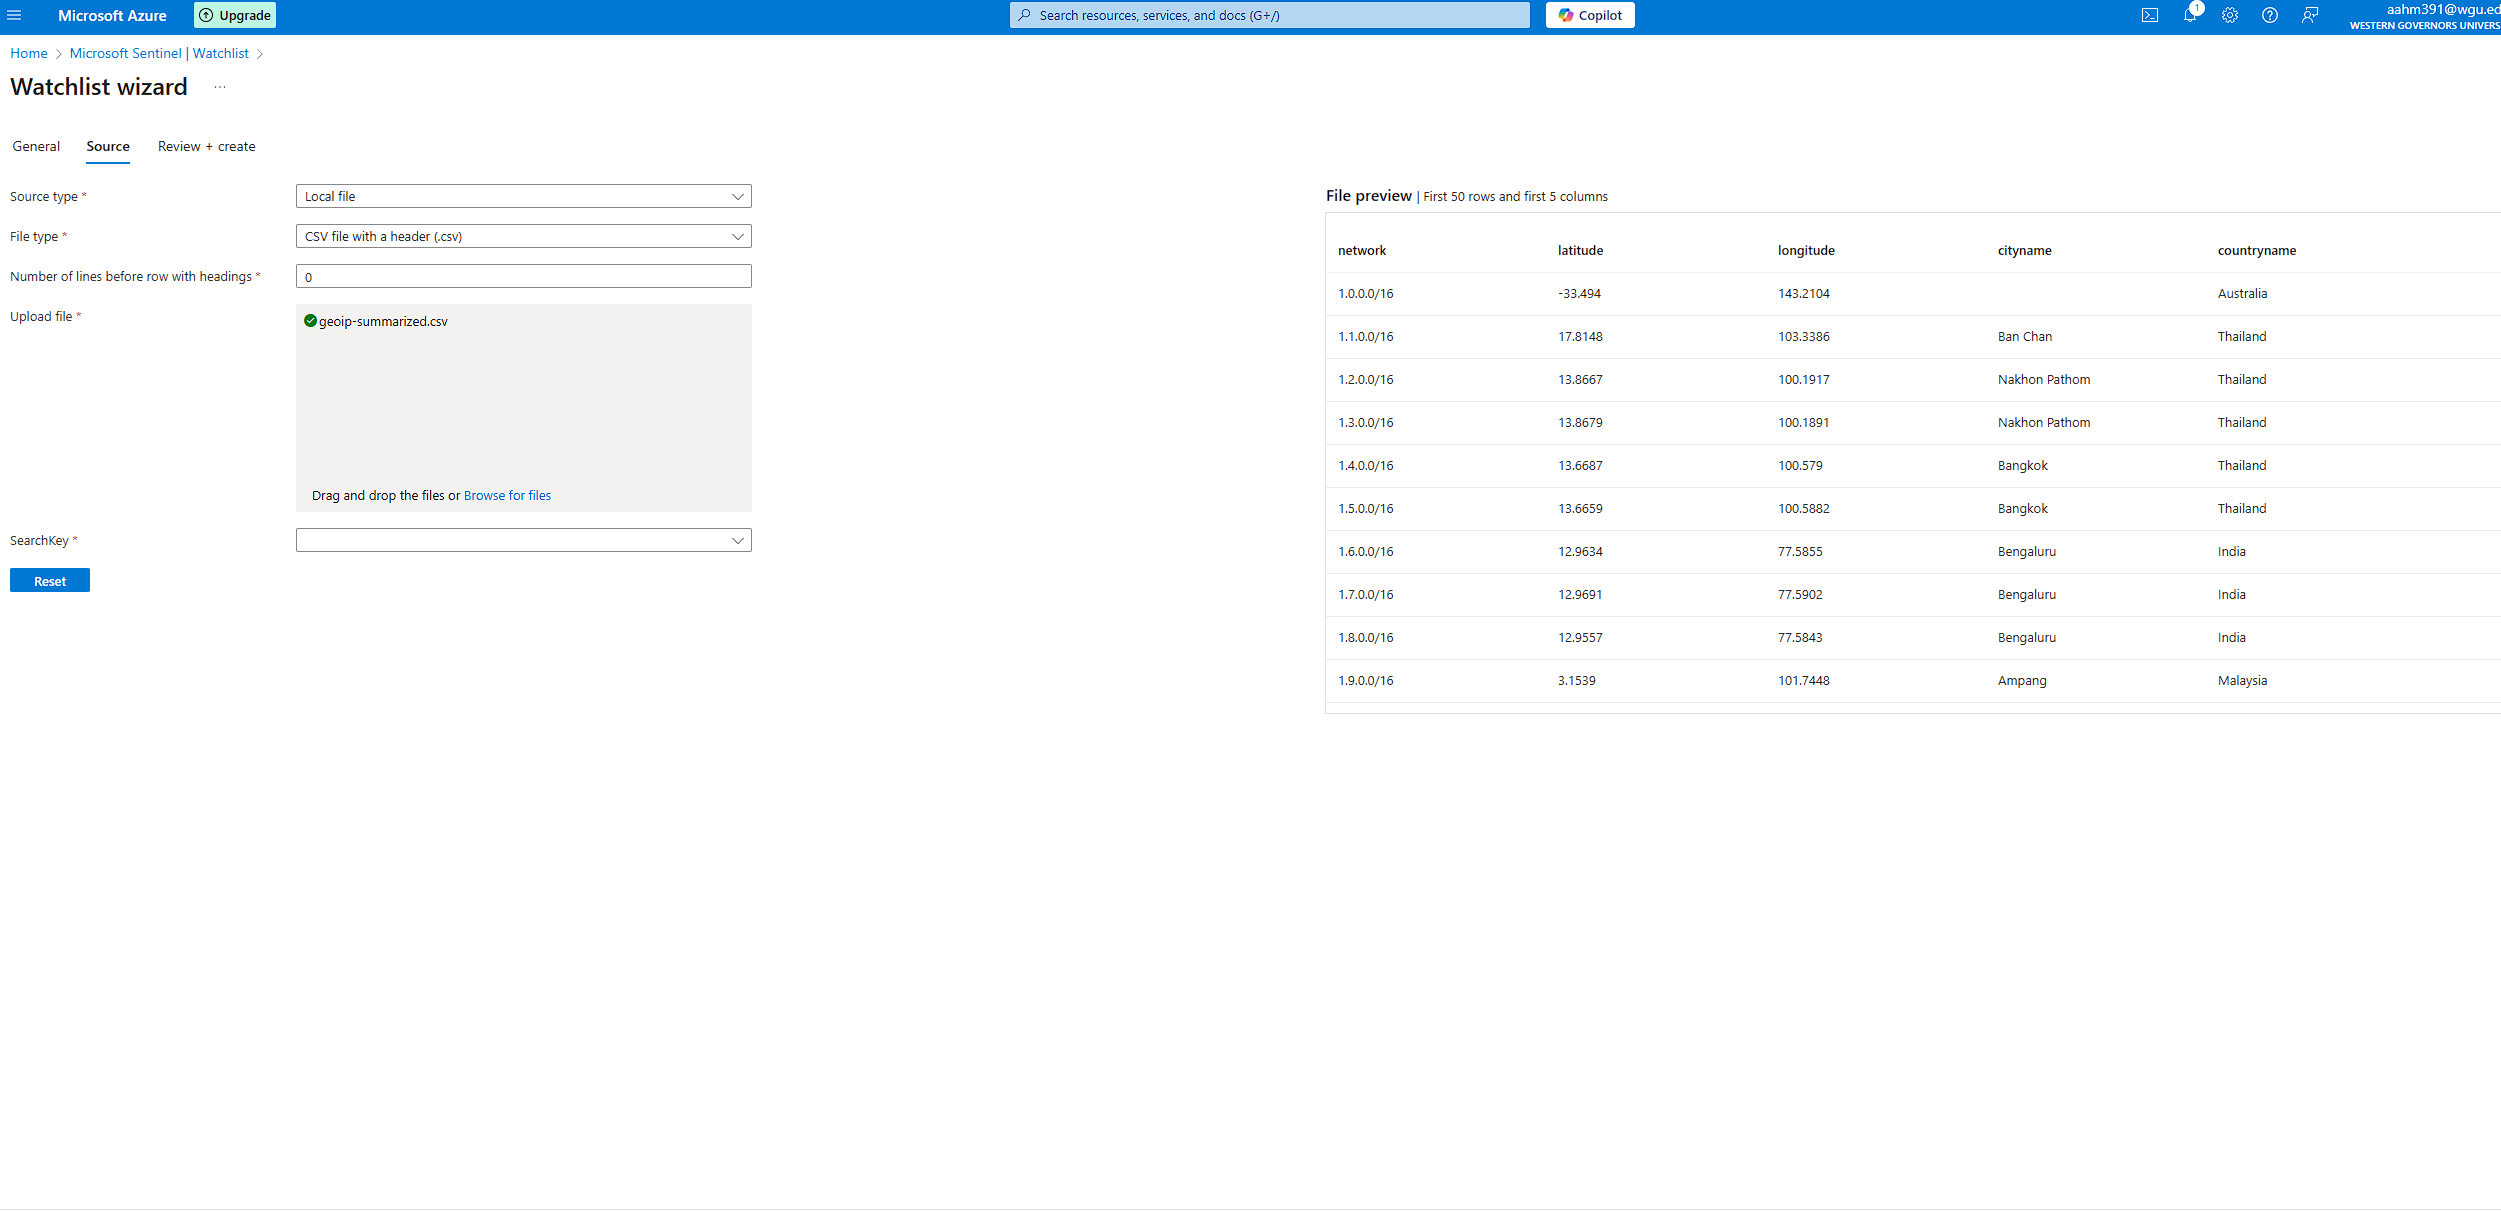 Microsoft Azure
Upgrade
Search resources, services, and docs (G+/)
Copilot
1
aahm391@wgu.ed
WESTERN GOVERNORS UNIVERS
Home > Microsoft Sentinel | Watchlist >
Watchlist wizard ...
General Source Review + create
Source type * Local file
File type * CSV file with a header (.csv)
Number of lines before row with headings * 0
Upload file * geoip-summarized.csv
Drag and drop the files or Browse for files
SearchKey *
Reset
File preview | First 50 rows and first 5 columns
network latitude longitude cityname countryname
1.0.0.0/16 -33.494 143.2104 Australia
1.1.0.0/16 17.8148 103.3386 Ban Chan Thailand
1.2.0.0/16 13.8667 100.1917 Nakhon Pathom Thailand
1.3.0.0/16 13.8679 100.1891 Nakhon Pathom Thailand
1.4.0.0/16 13.6687 100.579 Bangkok Thailand
1.5.0.0/16 13.6659 100.5882 Bangkok Thailand
1.6.0.0/16 12.9634 77.5855 Bengaluru India
1.7.0.0/16 12.9691 77.5902 Bengaluru India
1.8.0.0/16 12.9557 77.5843 Bengaluru India
1.9.0.0/16 3.1539 101.7448 Ampang Malaysia